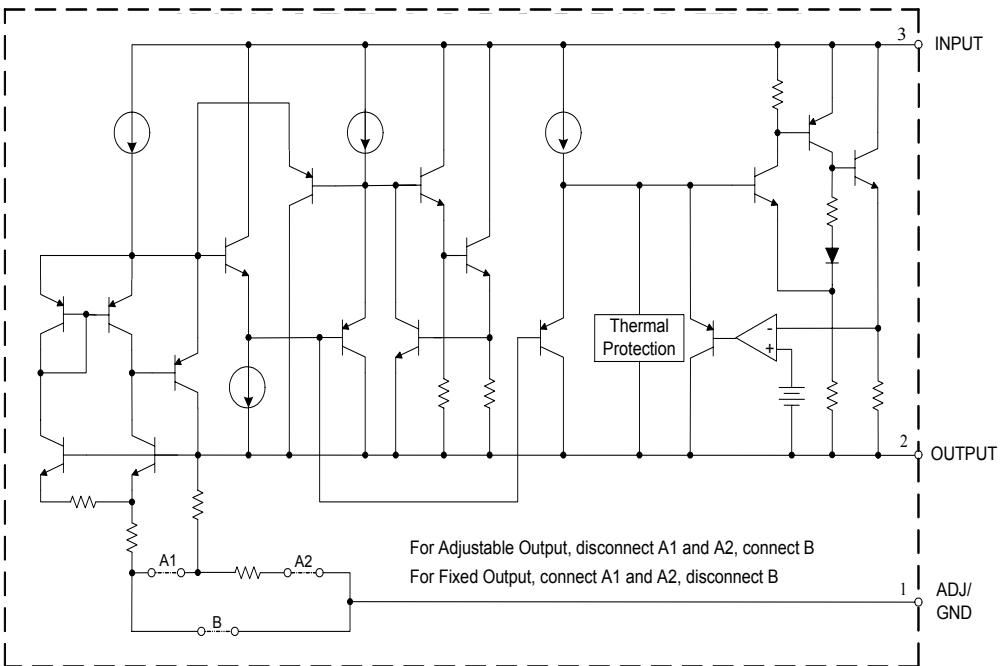 3 INPUT
Thermal
Protection
-
+
2 OUTPUT
For Adjustable Output, disconnect A1 and A2, connect B
A1
A2
For Fixed Output, connect A1 and A2, disconnect B
1 ADJ/
GND
B